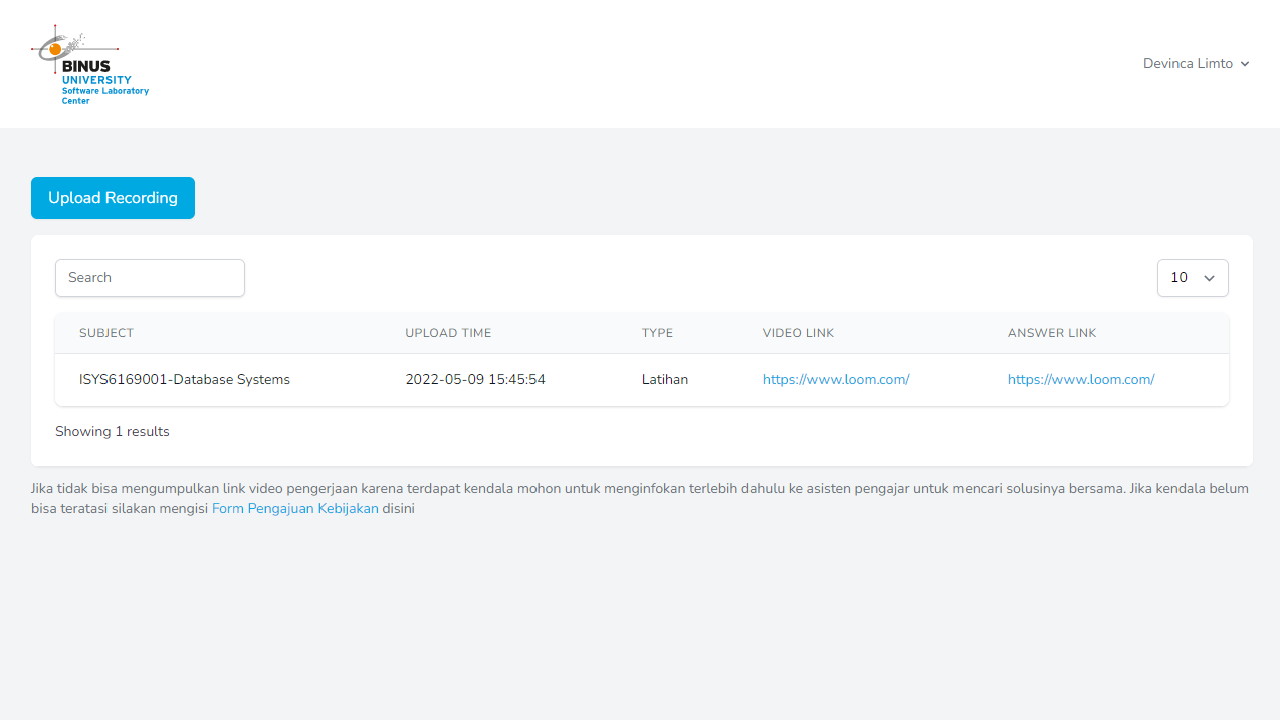 BINUS
UNIVERSITY
Software Laboratory
Center
Devinca Limto
Upload Recording
Search
10
SUBJECT UPLOAD TIME TYPE VIDEO LINK ANSWER LINK
ISYS6169001-Database Systems 2022-05-09 15:45:54 Latihan https://www.loom.com/ https://www.loom.com/
Showing 1 results
Jika tidak bisa mengumpulkan link video pengerjaan karena terdapat kendala mohon untuk menginfokan terlebih dahulu ke asisten pengajar untuk mencari solusinya bersama. Jika kendala belum
bisa teratasi silakan mengisi Form Pengajuan Kebijakan disini